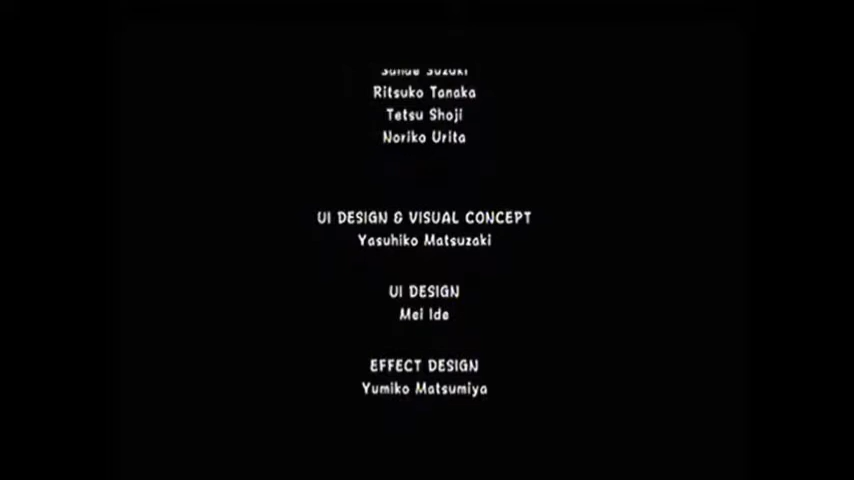 Ritsuko Tanaka
Tetsu Shoji
Noriko Urita
UI DESIGN & VISUAL CONCEPT
Yasuhiko Matsuzaki
UI DESIGN
Mei Ide
EFFECT DESIGN
Yumiko Matsumiya